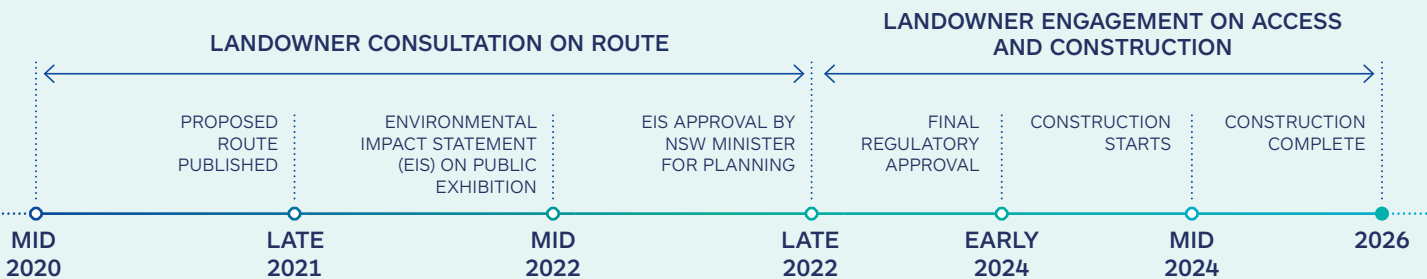 LANDOWNER CONSULTATION ON ROUTE
LANDOWNER ENGAGEMENT ON ACCESS
AND CONSTRUCTION
PROPOSED
ROUTE
PUBLISHED
ENVIRONMENTAL
IMPACT STATEMENT
(EIS) ON PUBLIC
EXHIBITION
EIS APPROVAL BY
NSW MINISTER
FOR PLANNING
FINAL
REGULATORY
APPROVAL
CONSTRUCTION
STARTS
CONSTRUCTION
COMPLETE
MID
2020
LATE
2021
MID
2022
LATE
2022
EARLY
2024
MID
2024
2026